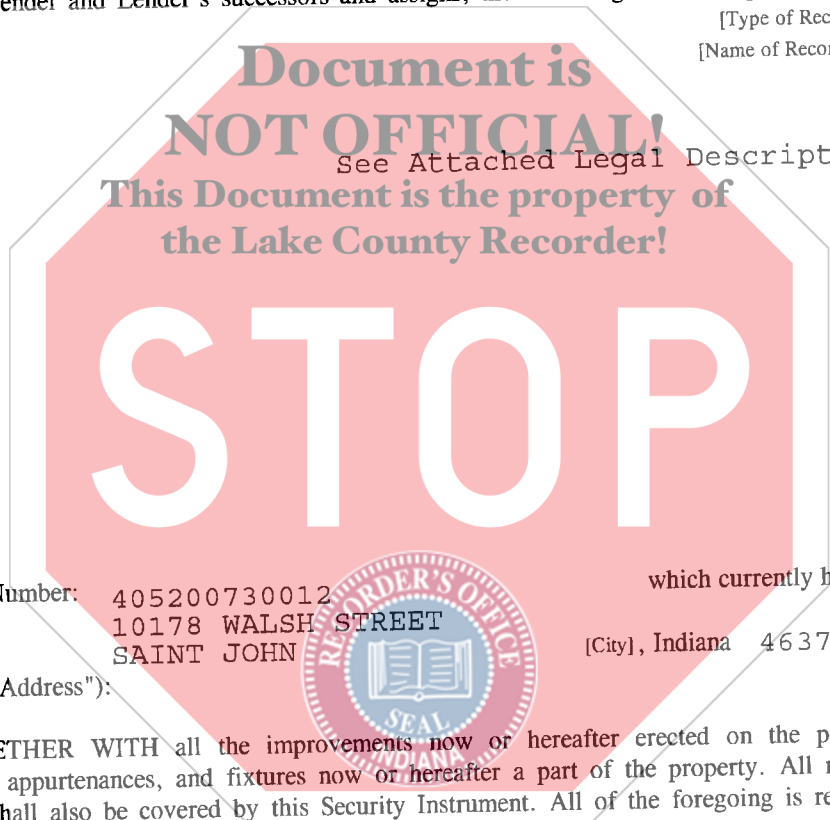 ender and Lender's successors and assigns,
[Type of Rec
[Name of Recor
Document is
NOT OFFICIAL!
See Attached Legal Descript
This Document is the property of
the Lake County Recorder!
STOP
Number: 405200730012 which currently h
10178 WALSH STREET
SAINT JOHN [City], Indiana 4637
Address"):
RECORDER'S OFFICE
SEAL
INDIANA
ETHER WITH all the improvements now or hereafter erected on the p
appurtenances, and fixtures now or hereafter a part of the property. All
hall also be covered by this Security Instrument. All of the foregoing is re